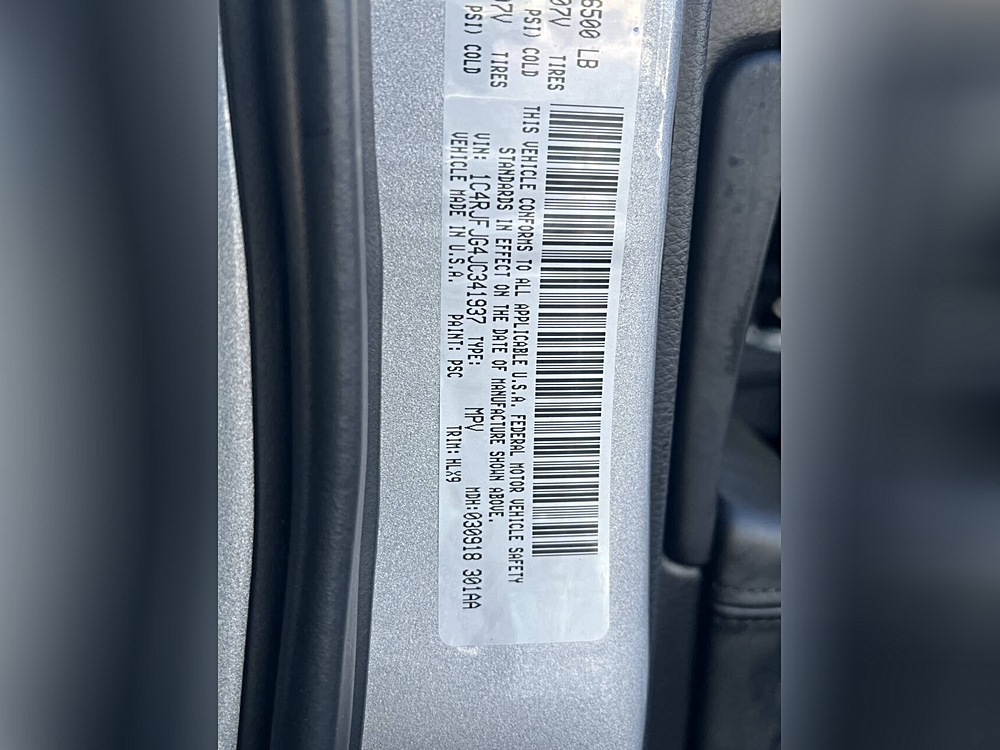 6500 LB
07V TIRES
PSI) COLD
07V TIRES
PSI) COLD
THIS VEHICLE CONFORMS TO ALL APPLICABLE U.S.A. FEDERAL MOTOR VEHICLE SAFETY
STANDARDS IN EFFECT ON THE DATE OF MANUFACTURE SHOWN ABOVE.
VIN: 1C4RJFJG4JC341937 TYPE: MPV MDH:030918 301AA
VEHICLE MADE IN U.S.A. PAINT: PSC TRIM: HLX9